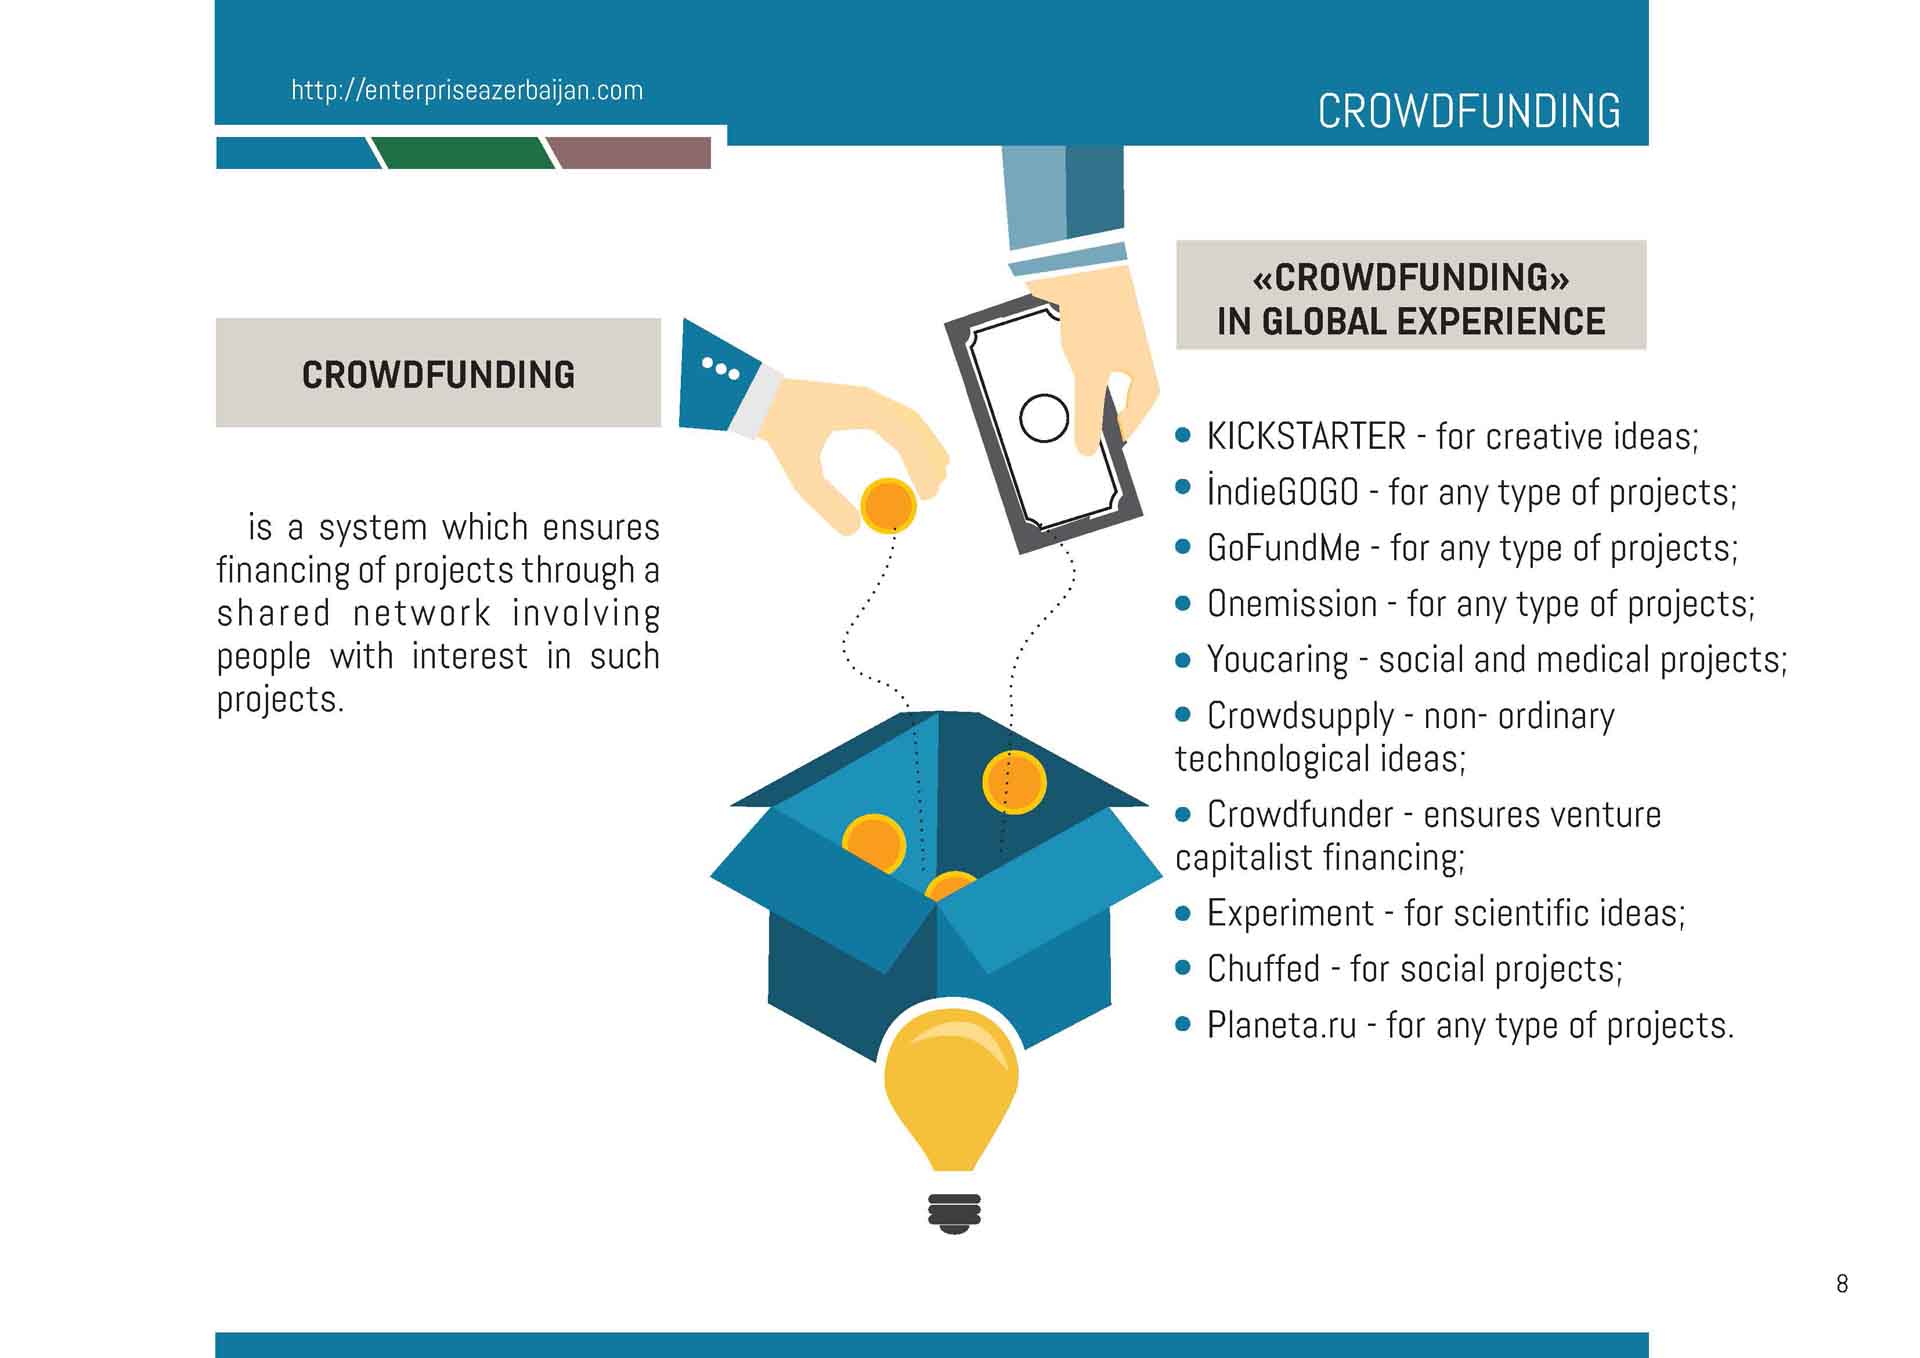 http://enterpriseazerbaijan.com
CROWDFUNDING
CROWDFUNDING
is a system which ensures
financing of projects through a
shared network involving
people with interest in such
projects.
«CROWDFUNDING»
IN GLOBAL EXPERIENCE
• KICKSTARTER - for creative ideas;
• İndieGOGO - for any type of projects;
• GoFundMe - for any type of projects;
• Onemission - for any type of projects;
• Youcaring - social and medical projects;
• Crowdsupply - non- ordinary
technological ideas;
• Crowdfunder - ensures venture
capitalist financing;
• Experiment - for scientific ideas;
• Chuffed - for social projects;
• Planeta.ru - for any type of projects.
8